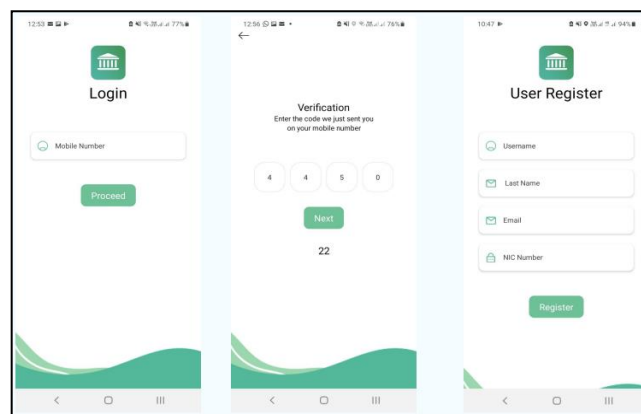 12:53
77%
Login
Mobile Number
Proceed
12:56
76%
Verification
Enter the code we just sent you
on your mobile number
4 4 5 0
Next
22
10:47
94%
User Register
Username
Last Name
Email
NIC Number
Register